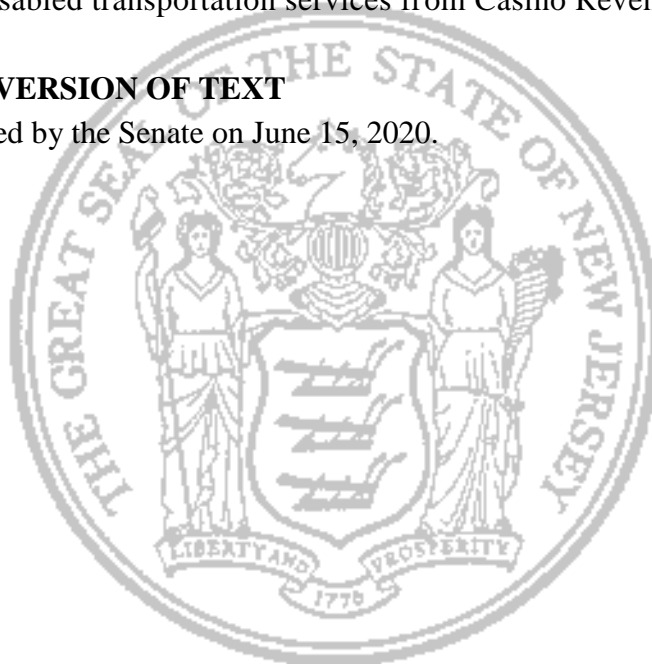 sabled transportation services from Casino Reven
VERSION OF TEXT
ed by the Senate on June 15, 2020.
THE GREAT SEAL OF THE STATE OF NEW JERSEY
LIBERTY AND PROSPERITY
1776